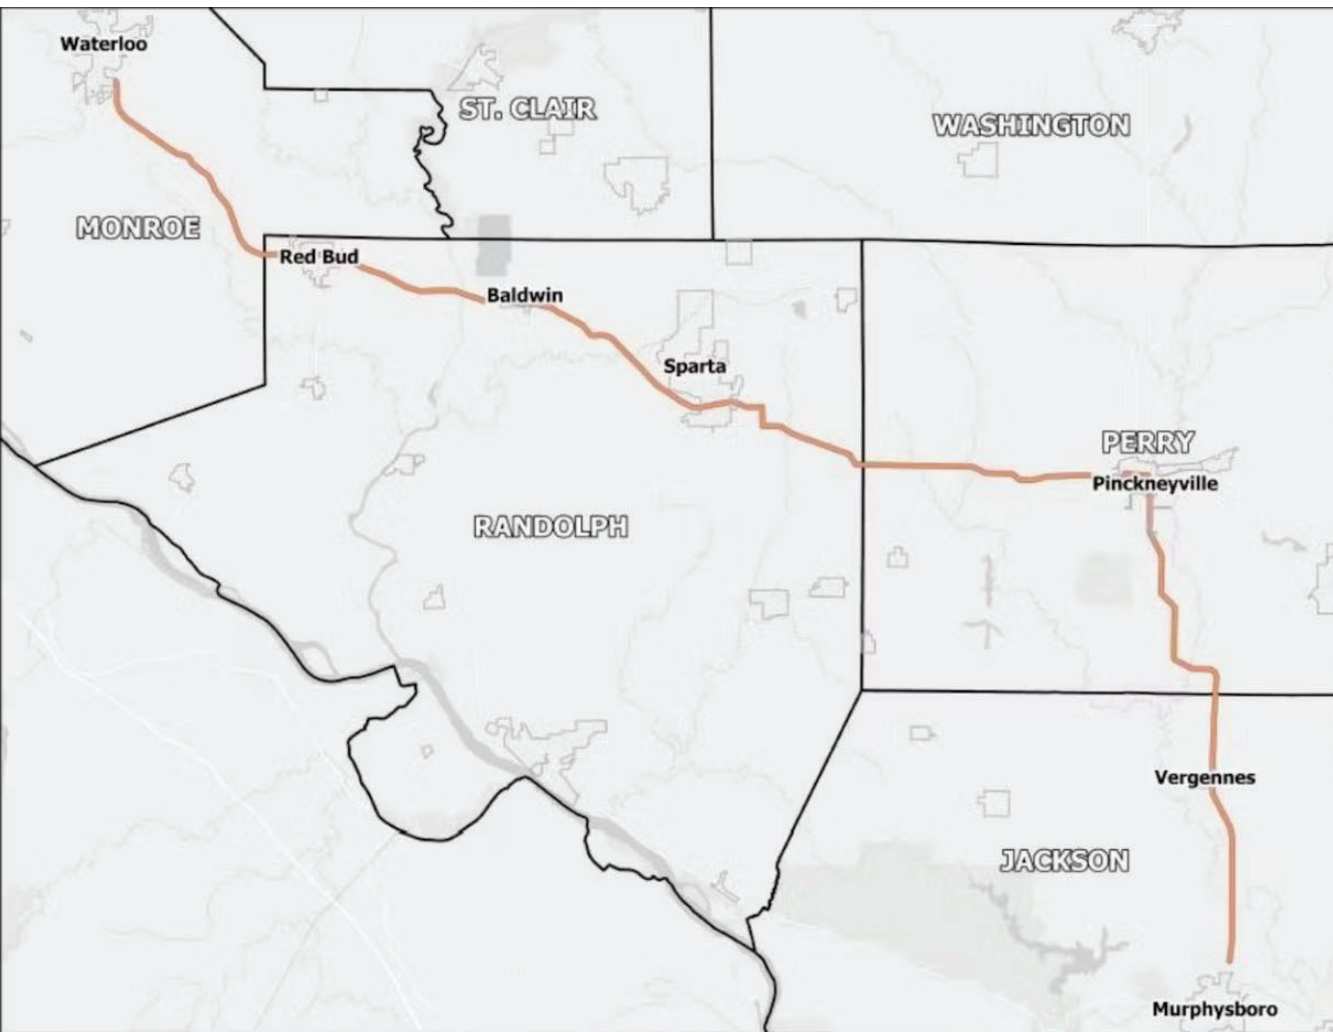 Waterloo
ST. CLAIR
WASHINGTON
MONROE
Red Bud
Baldwin
Sparta
PERRY
Pinckneyville
RANDOLPH
Vergennes
JACKSON
Murphysboro